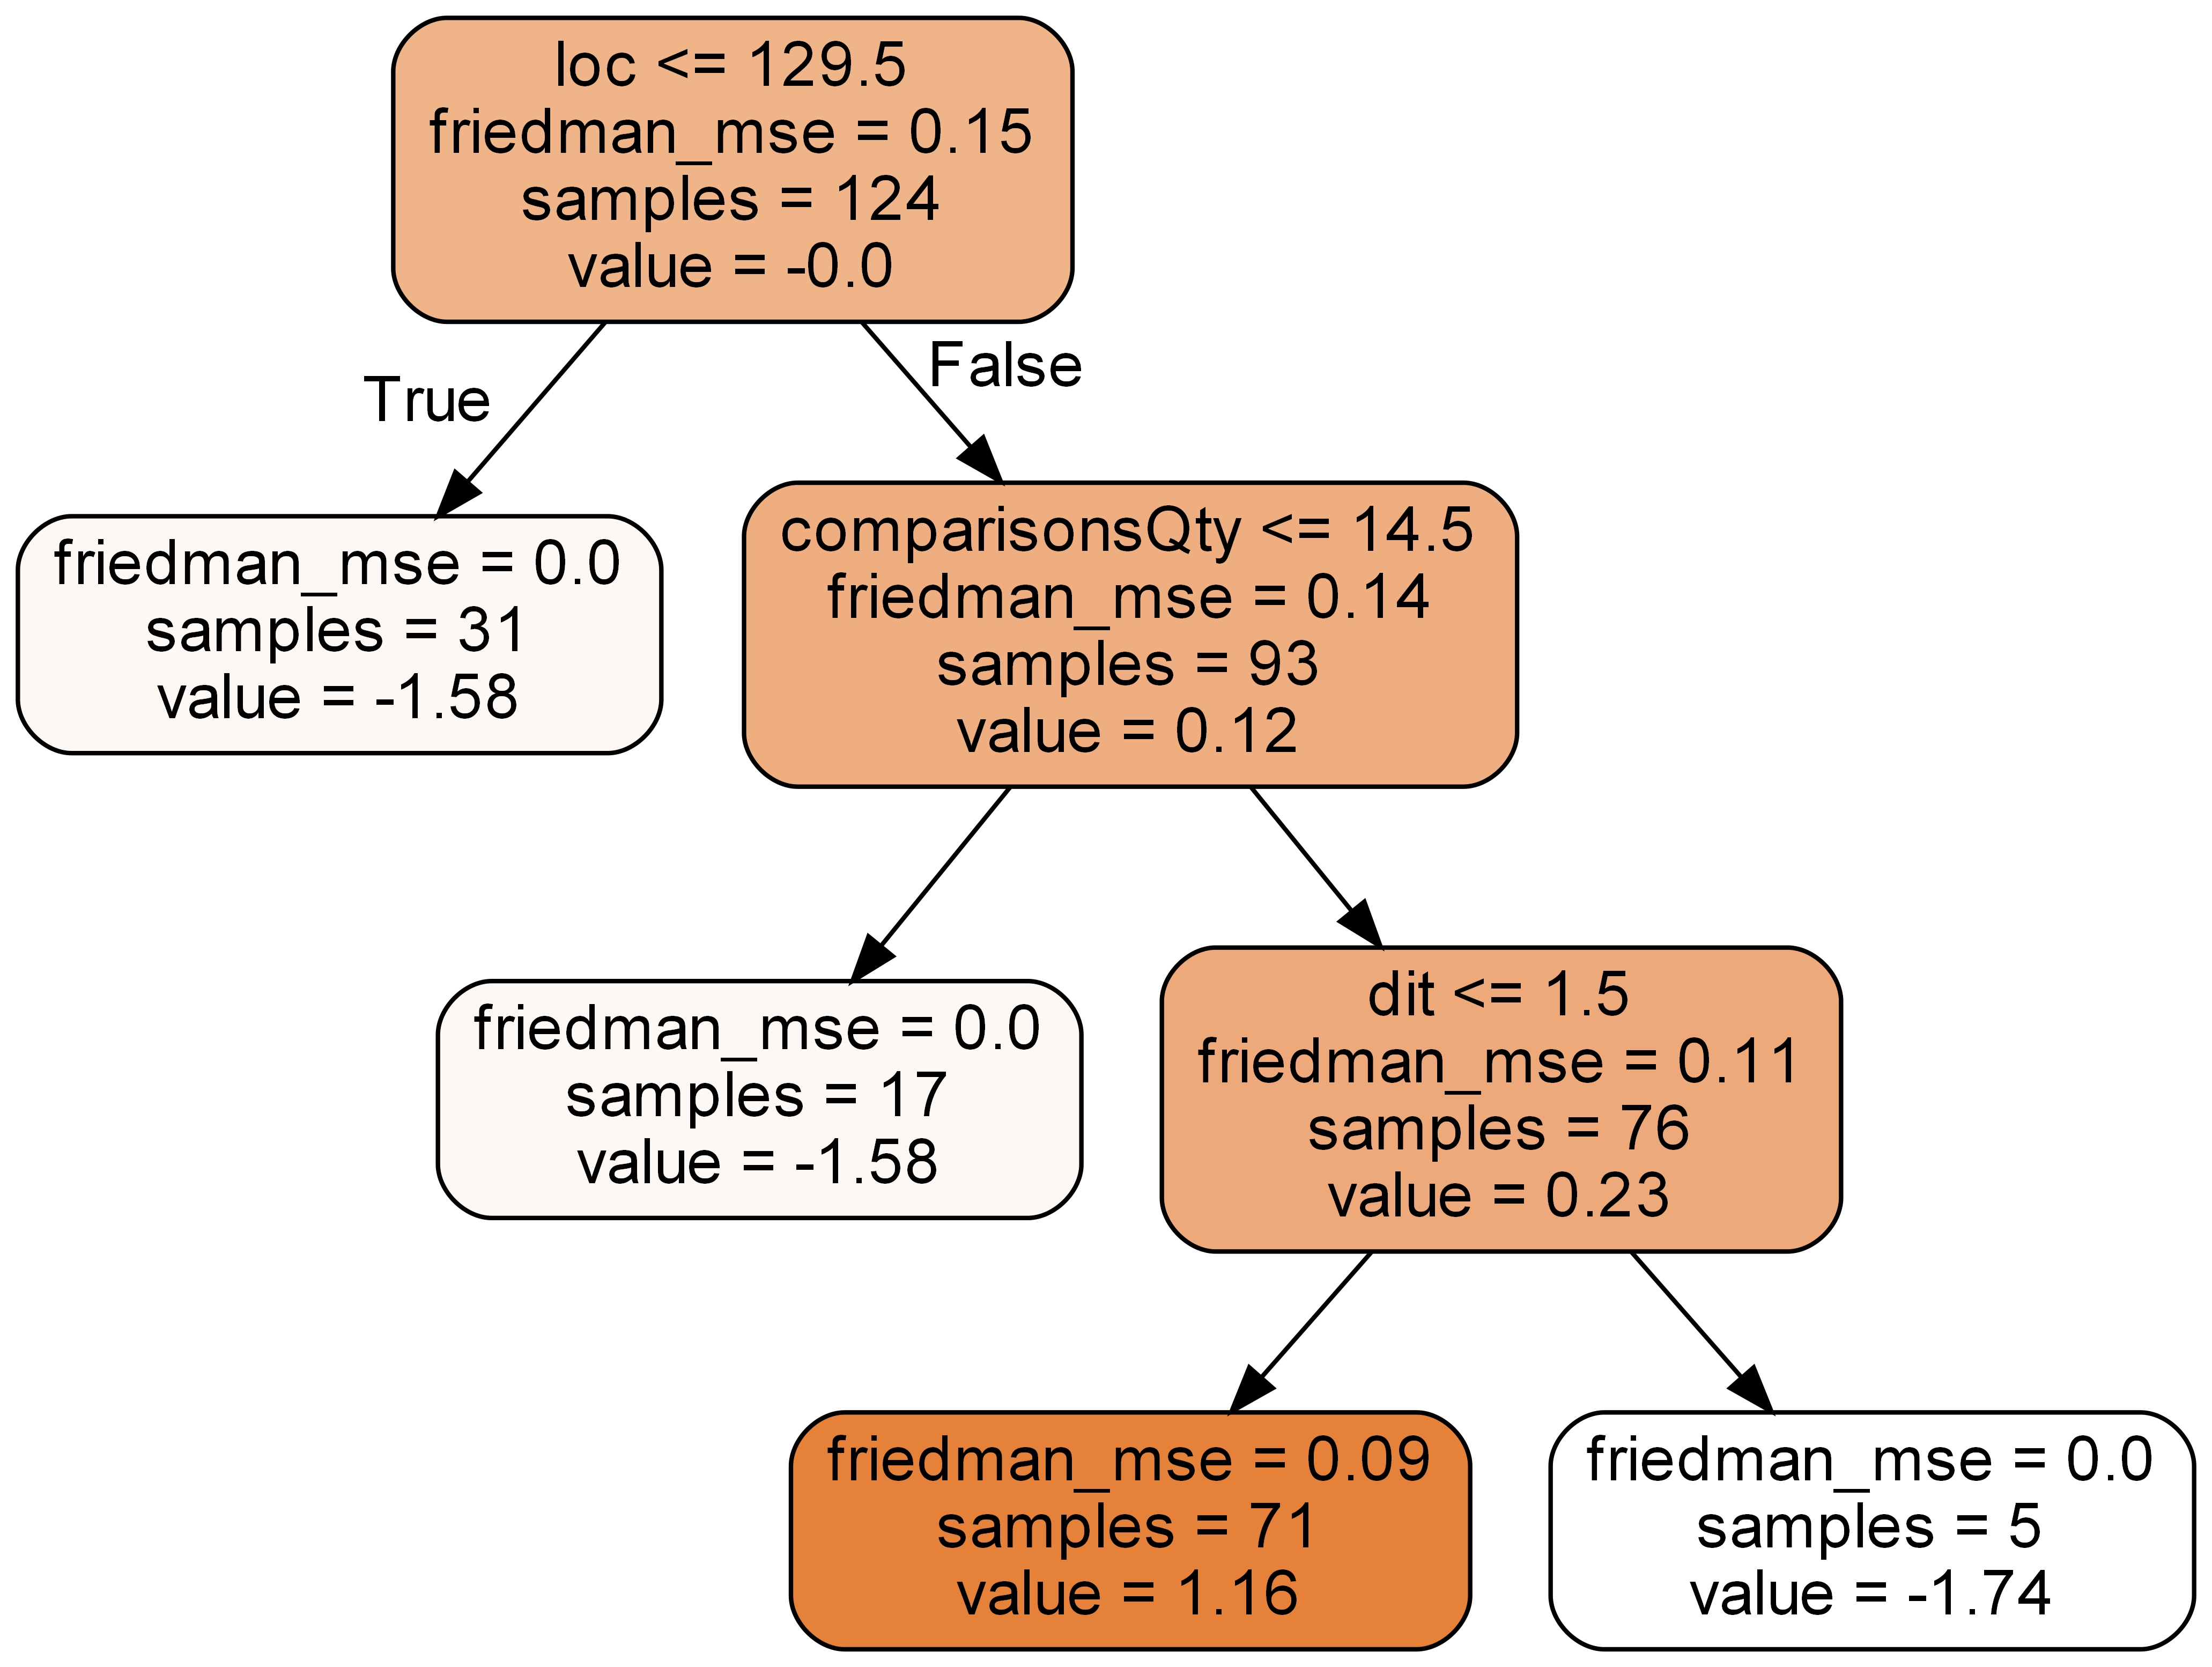 loc <= 129.5
friedman_mse = 0.15
samples = 124
value = -0.0
True
False
friedman_mse = 0.0
samples = 31
value = -1.58
comparisonsQty <= 14.5
friedman_mse = 0.14
samples = 93
value = 0.12
friedman_mse = 0.0
samples = 17
value = -1.58
dit <= 1.5
friedman_mse = 0.11
samples = 76
value = 0.23
friedman_mse = 0.09
samples = 71
value = 1.16
friedman_mse = 0.0
samples = 5
value = -1.74